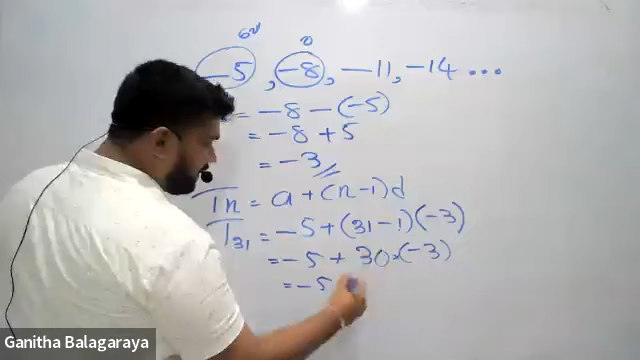 6v v
-5, -8, -11, -14 ...
= -8 - (-5)
= -8 + 5
= -3
Tn = a + (n-1)d
T31 = -5 + (31-1)(-3)
= -5 + 30×(-3)
= -5
Ganitha Balagaraya